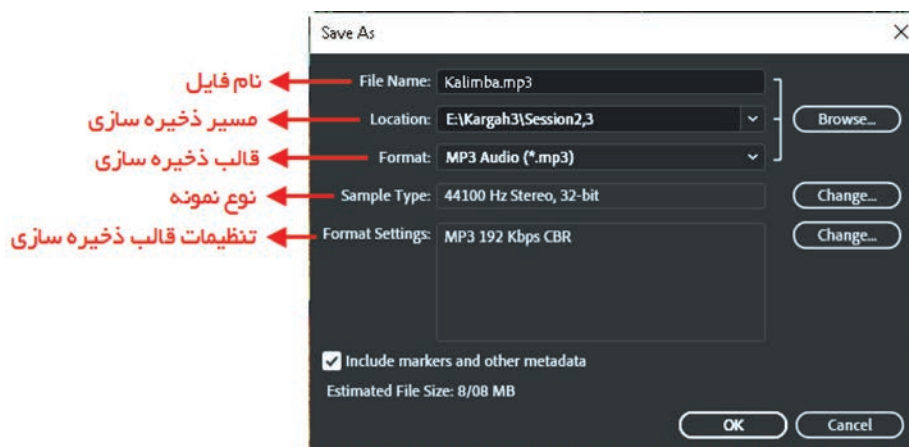 Save As
نام فایل File Name: Kalimba.mp3
مسیر ذخیره سازی Location: E:\Kargah3\Session2,3 Browse...
قالب ذخیره سازی Format: MP3 Audio (*.mp3)
نوع نمونه Sample Type: 44100 Hz Stereo, 32-bit Change...
تنظیمات قالب ذخیره سازی Format Settings: MP3 192 Kbps CBR Change...
Include markers and other metadata
Estimated File Size: 8/08 MB
OK Cancel